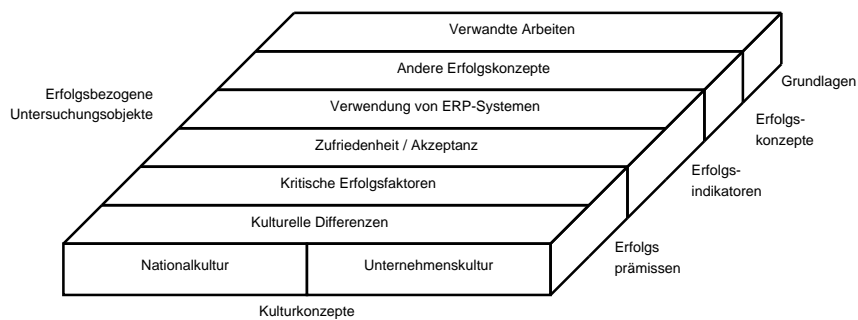 Verwandte Arbeiten
Andere Erfolgskonzepte
Grundlagen
Erfolgsbezogene
Untersuchungsobjekte
Verwendung von ERP-Systemen
Erfolgs-
konzepte
Zufriedenheit / Akzeptanz
Erfolgs-
indikatoren
Kritische Erfolgsfaktoren
Kulturelle Differenzen
Erfolgs
prämissen
Nationalkultur
Unternehmenskultur
Kulturkonzepte